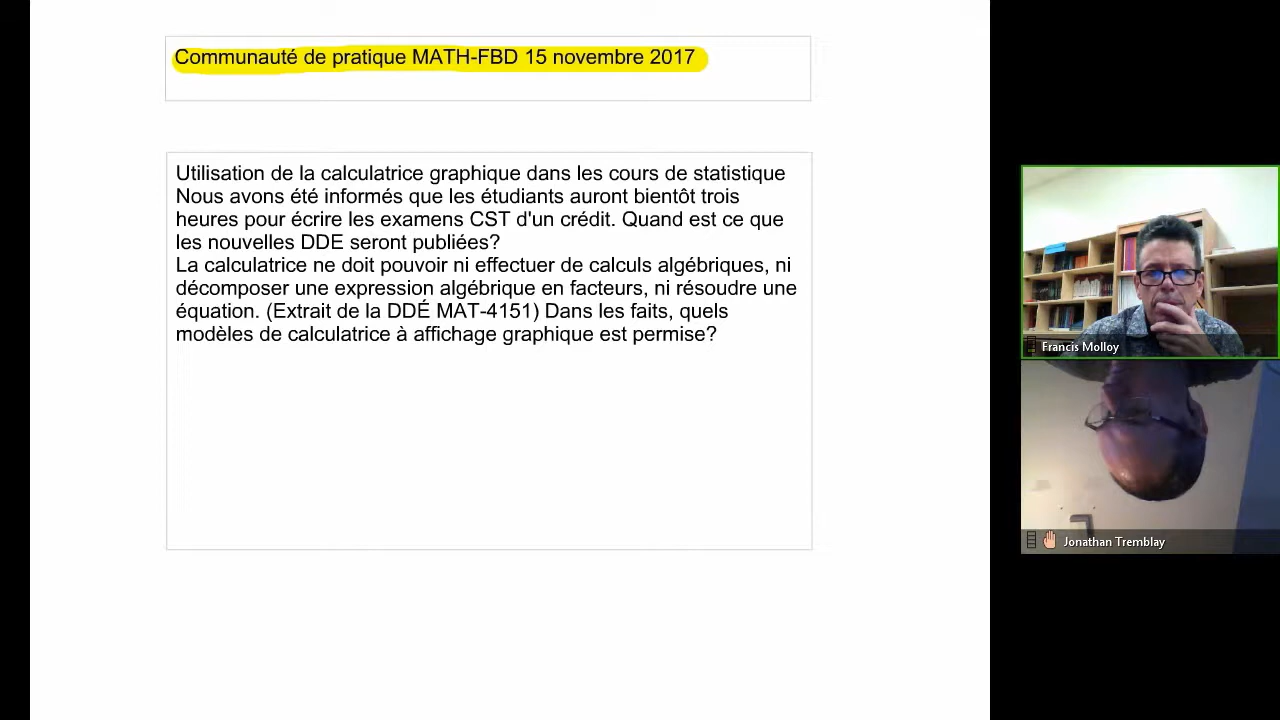 Communauté de pratique MATH-FBD 15 novembre 2017
Utilisation de la calculatrice graphique dans les cours de statistique
Nous avons été informés que les étudiants auront bientôt trois
heures pour écrire les examens CST d'un crédit. Quand est ce que
les nouvelles DDE seront publiées?
La calculatrice ne doit pouvoir ni effectuer de calculs algébriques, ni
décomposer une expression algébrique en facteurs, ni résoudre une
équation. (Extrait de la DDÉ MAT-4151) Dans les faits, quels
modèles de calculatrice à affichage graphique est permise?
Francis Molloy
Jonathan Tremblay